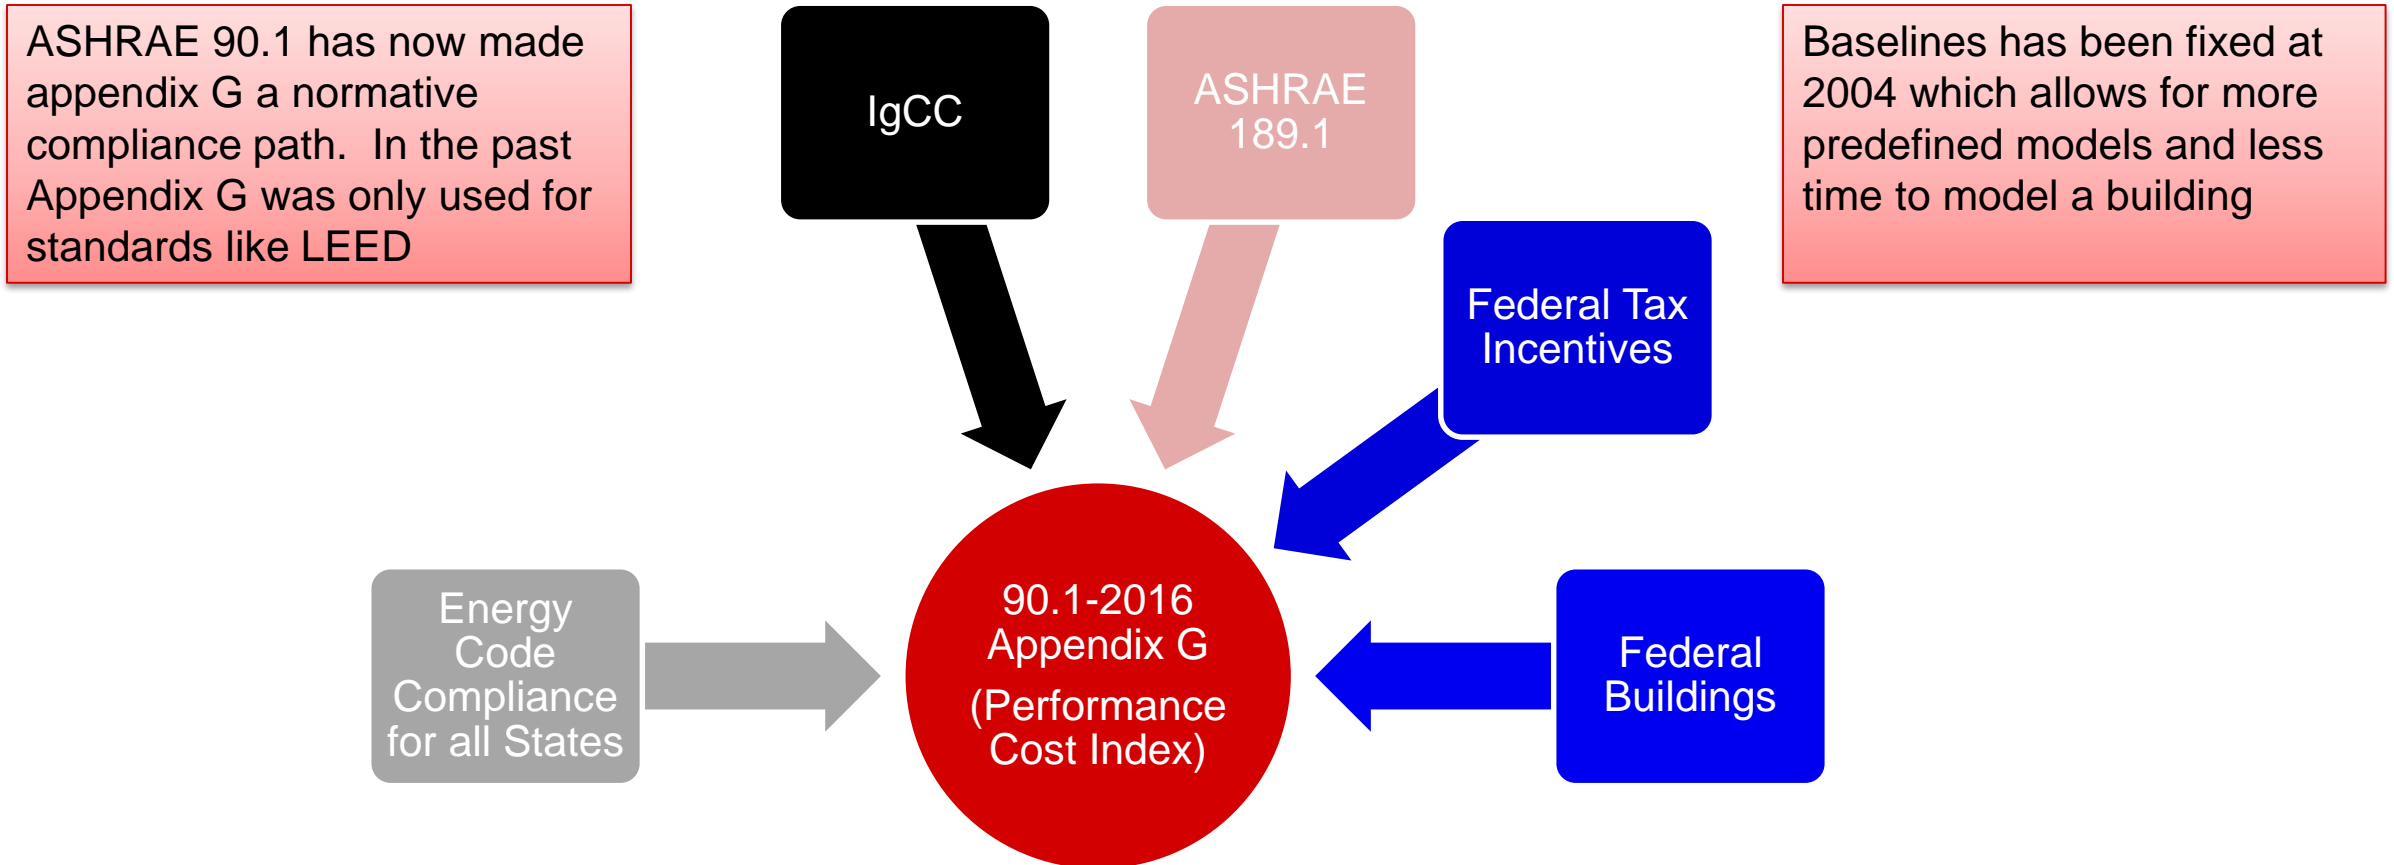 ASHRAE 90.1 has now made
appendix G a normative
compliance path.  In the past
Appendix G was only used for
standards like LEED
IgCC
ASHRAE
189.1
Baselines has been fixed at
2004 which allows for more
predefined models and less
time to model a building
Federal Tax
Incentives
Energy
Code
Compliance
for all States
90.1-2016
Appendix G
(Performance
Cost Index)
Federal
Buildings